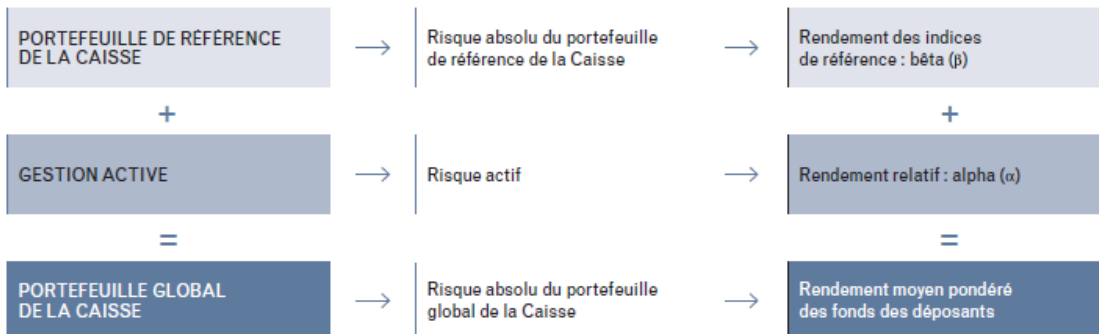 PORTEFEUILLE DE RÉFÉRENCE
DE LA CAISSE
→
Risque absolu du portefeuille
de référence de la Caisse
→
Rendement des indices
de référence : bêta (β)
+
+
GESTION ACTIVE
→
Risque actif
→
Rendement relatif : alpha (α)
=
=
PORTEFEUILLE GLOBAL
DE LA CAISSE
→
Risque absolu du portefeuille
global de la Caisse
→
Rendement moyen pondéré
des fonds des déposants